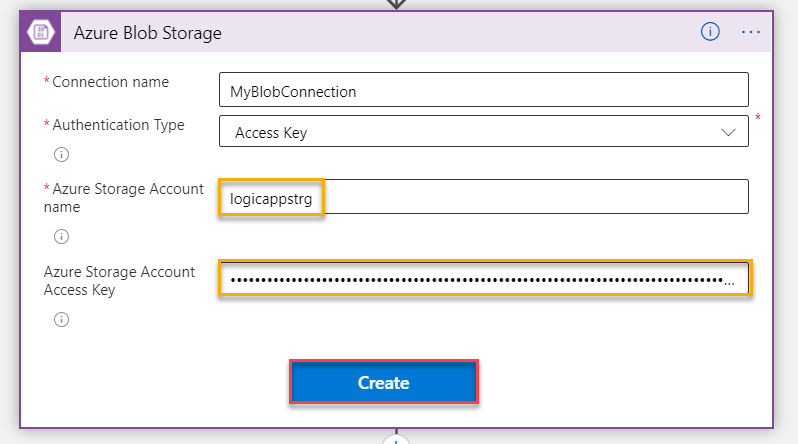 Azure Blob Storage
* Connection name
MyBlobConnection
* Authentication Type
Access Key
*
* Azure Storage Account
name
logicappstrg
Azure Storage Account
Access Key
••••••••••••••••••••••••••••••••••••••••••••••••••••••••••••••••••••••••••••••••...
Create